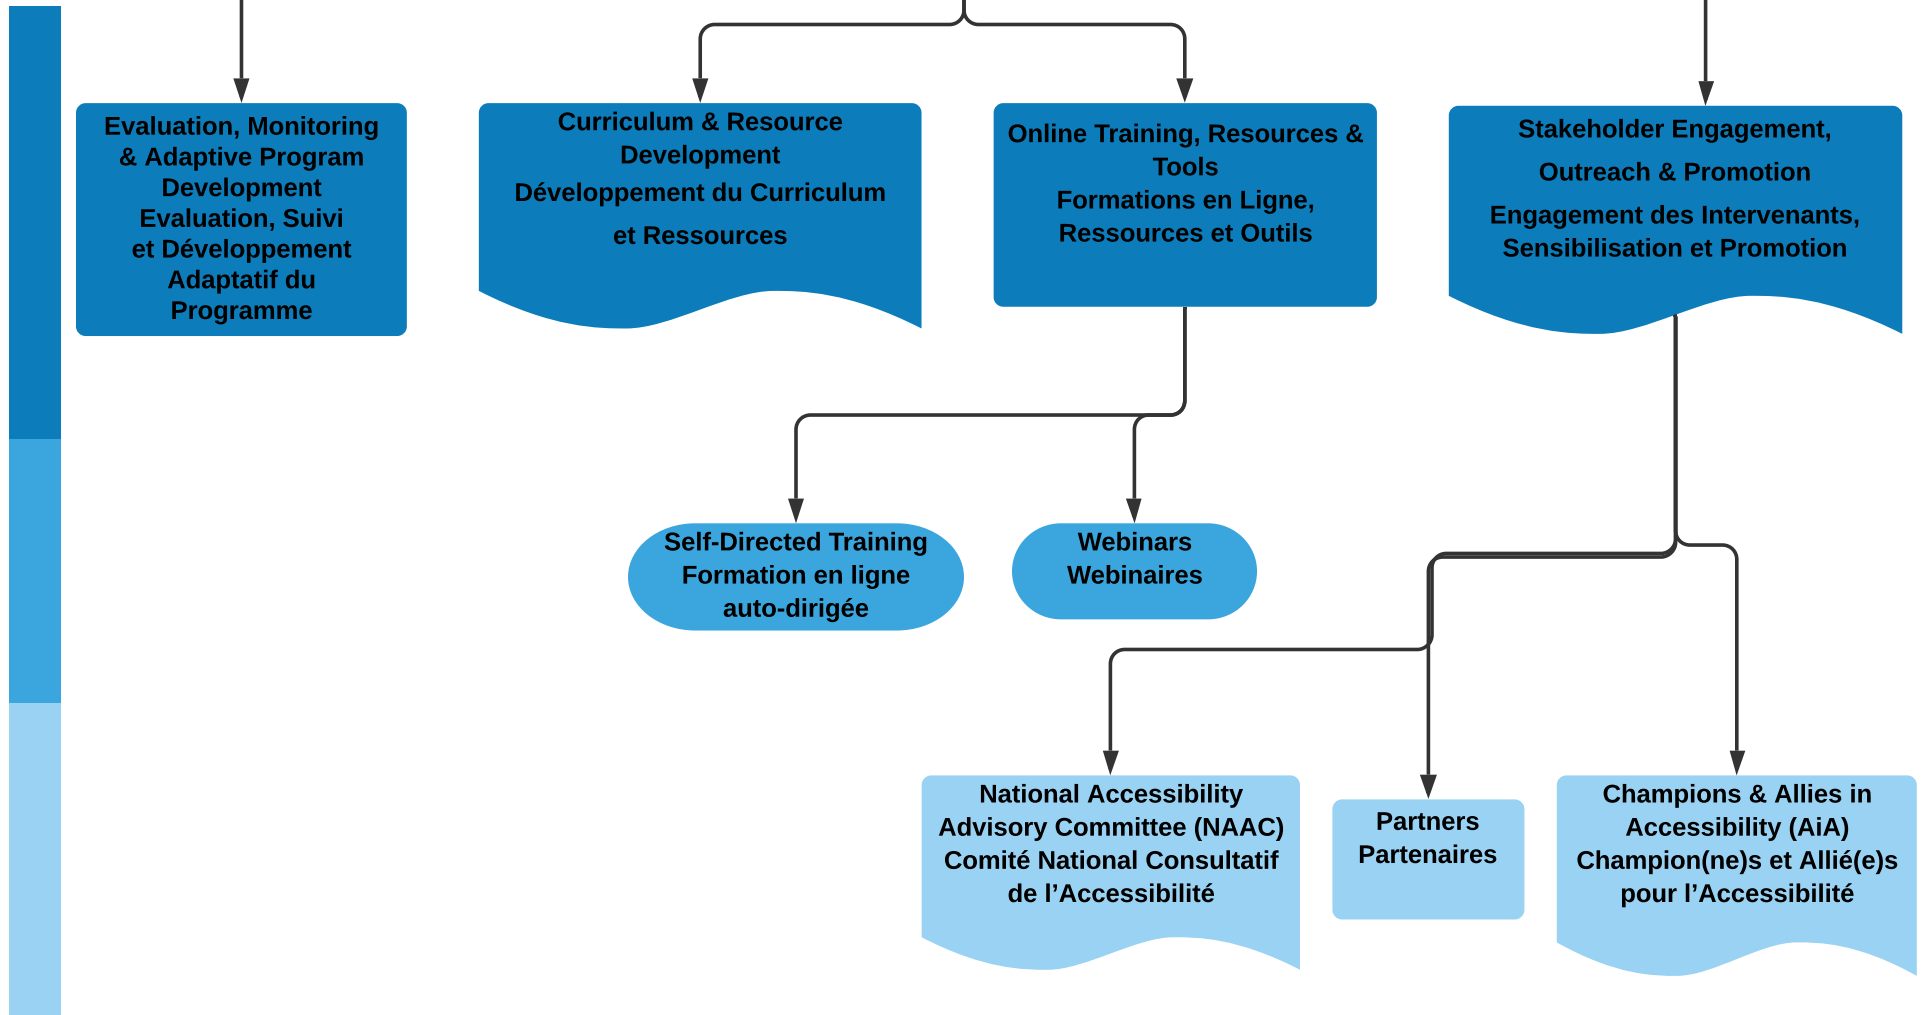 Evaluation, Monitoring
& Adaptive Program
Development
Evaluation, Suivi
et Développement
Adaptatif du
Programme
Curriculum & Resource
Development
Développement du Curriculum
et Ressources
Online Training, Resources &
Tools
Formations en Ligne,
Ressources et Outils
Stakeholder Engagement,
Outreach & Promotion
Engagement des Intervenants,
Sensibilisation et Promotion
Self-Directed Training
Formation en ligne
auto-dirigée
Webinars
Webinaires
National Accessibility
Advisory Committee (NAAC)
Comité National Consultatif
de l’Accessibilité
Partners
Partenaires
Champions & Allies in
Accessibility (AiA)
Champion(ne)s et Allié(e)s
pour l’Accessibilité